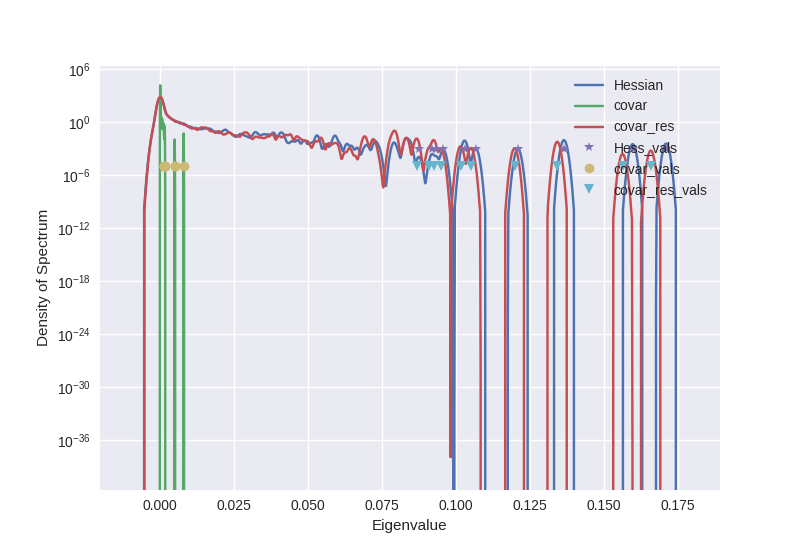 10^6
10^0
10^-6
10^-12
10^-18
10^-24
10^-30
10^-36
Density of Spectrum
Hessian
covar
covar_res
Hess_vals
covar_vals
covar_res_vals
0.000 0.025 0.050 0.075 0.100 0.125 0.150 0.175
Eigenvalue